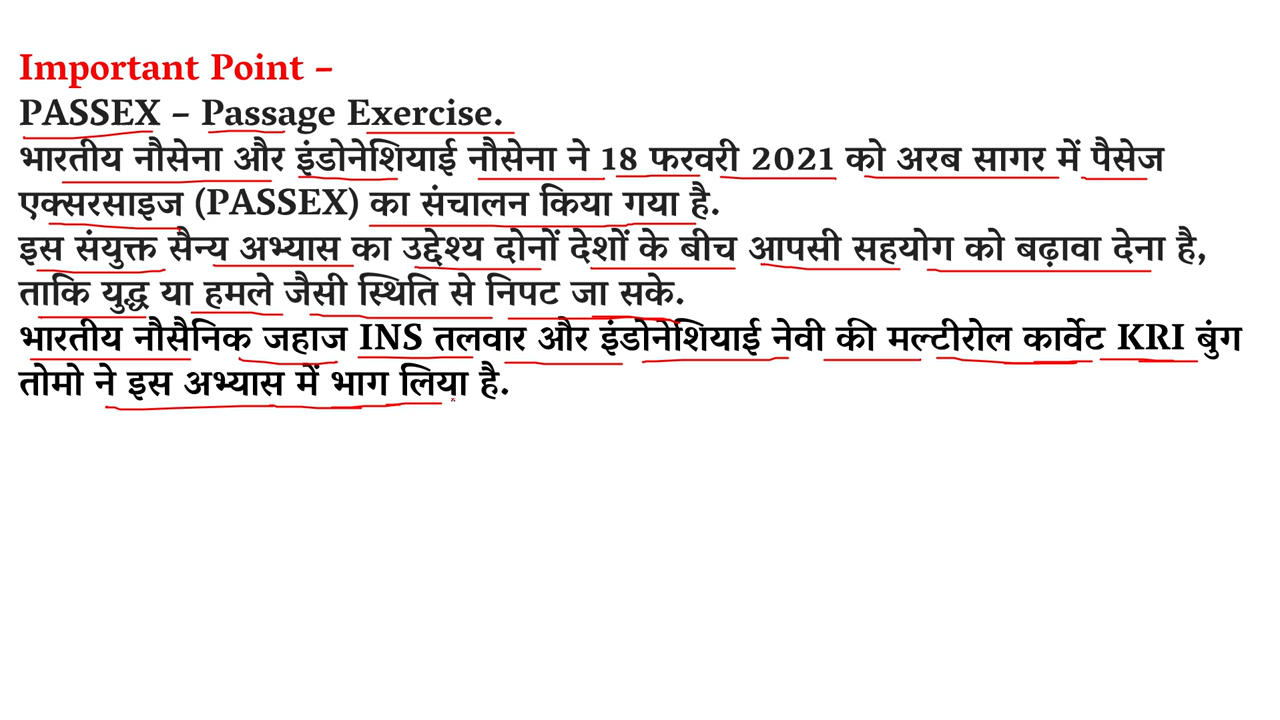 Important Point –
PASSEX – Passage Exercise.
भारतीय नौसेना और इंडोनेशियाई नौसेना ने 18 फरवरी 2021 को अरब सागर में पैसेज
एक्सरसाइज (PASSEX) का संचालन किया गया है.
इस संयुक्त सैन्य अभ्यास का उद्देश्य दोनों देशों के बीच आपसी सहयोग को बढ़ावा देना है,
ताकि युद्ध या हमले जैसी स्थिति से निपट जा सके.
भारतीय नौसैनिक जहाज INS तलवार और इंडोनेशियाई नेवी की मल्टीरोल कार्वेट KRI बुंग
तोमो ने इस अभ्यास में भाग लिया है.